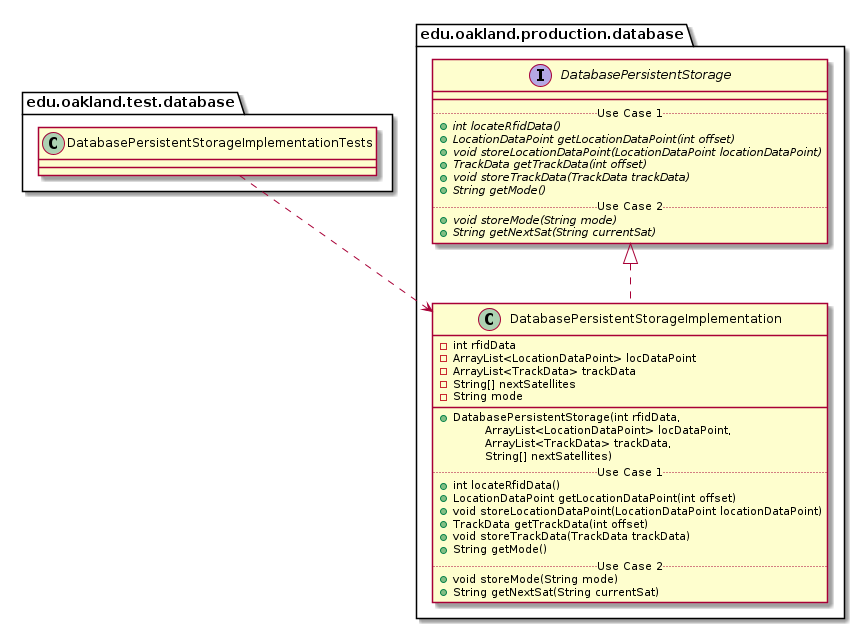 edu.oakland.production.database
I DatabasePersistentStorage
Use Case 1
int locateRfidData()
LocationDataPoint getLocationDataPoint(int offset)
void storeLocationDataPoint(LocationDataPoint locationDataPoint)
TrackData getTrackData(int offset)
void storeTrackData(TrackData trackData)
String getMode()
Use Case 2
void storeMode(String mode)
String getNextSat(String currentSat)
edu.oakland.test.database
C DatabasePersistentStorageImplementationTests
C DatabasePersistentStorageImplementation
int rfidData
ArrayList<LocationDataPoint> locDataPoint
ArrayList<TrackData> trackData
String[] nextSatellites
String mode
DatabasePersistentStorage(int rfidData,
ArrayList<LocationDataPoint> locDataPoint,
ArrayList<TrackData> trackData,
String[] nextSatellites)
Use Case 1
int locateRfidData()
LocationDataPoint getLocationDataPoint(int offset)
void storeLocationDataPoint(LocationDataPoint locationDataPoint)
TrackData getTrackData(int offset)
void storeTrackData(TrackData trackData)
String getMode()
Use Case 2
void storeMode(String mode)
String getNextSat(String currentSat)